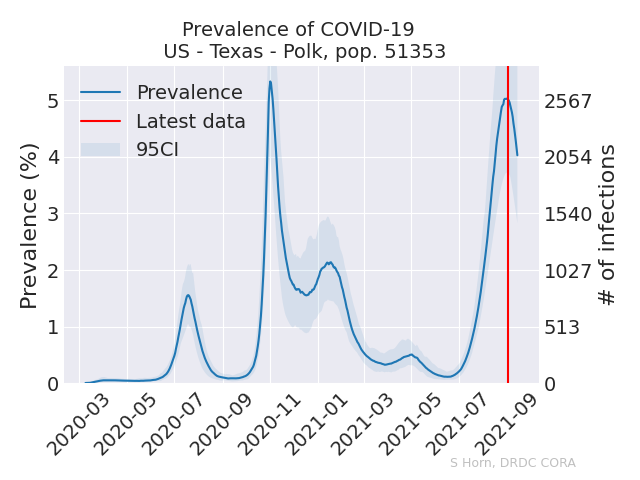 Prevalence of COVID-19
US - Texas - Polk, pop. 51353
Prevalence
Latest data
95CI
Prevalence (%)
5
4
3
2
1
0
2567
2054
1540
1027
513
0
# of infections
2020-03
2020-05
2020-07
2020-09
2020-11
2021-01
2021-03
2021-05
2021-07
2021-09
S Horn, DRDC CORA